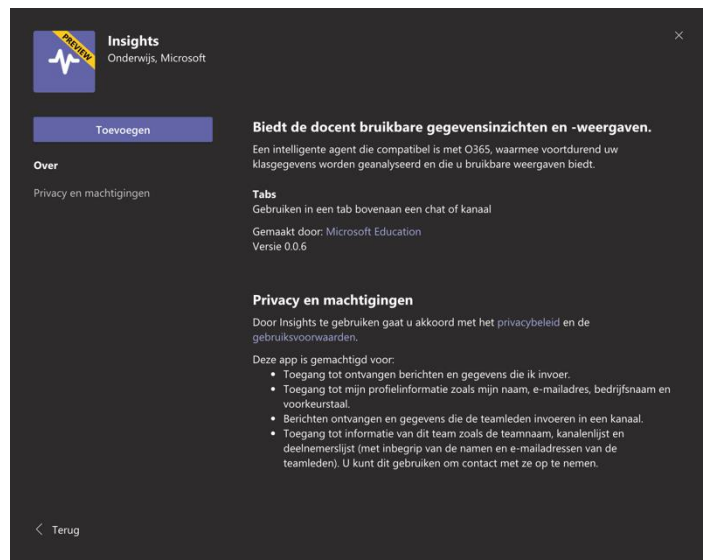 PREVIEW
Insights
Onderwijs, Microsoft
Toevoegen
Over
Privacy en machtigingen
Biedt de docent bruikbare gegevensinzichten en -weergaven.
Een intelligente agent die compatibel is met O365, waarmee voortdurend uw
klasgegevens worden geanalyseerd en die u bruikbare weergaven biedt.
Tabs
Gebruiken in een tab bovenaan een chat of kanaal
Gemaakt door: Microsoft Education
Versie 0.0.6
Privacy en machtigingen
Door Insights te gebruiken gaat u akkoord met het privacybeleid en de
gebruiksvoorwaarden.
Deze app is gemachtigd voor:
• Toegang tot ontvangen berichten en gegevens die ik invoer.
• Toegang tot mijn profielinformatie zoals mijn naam, e-mailadres, bedrijfsnaam en
voorkeurstaal.
• Berichten ontvangen en gegevens die de teamleden invoeren in een kanaal.
• Toegang tot informatie van dit team zoals de teamnaam, kanalenlijst en
deelnemerslijst (met inbegrip van de namen en e-mailadressen van de
teamleden). U kunt dit gebruiken om contact met ze op te nemen.
Terug